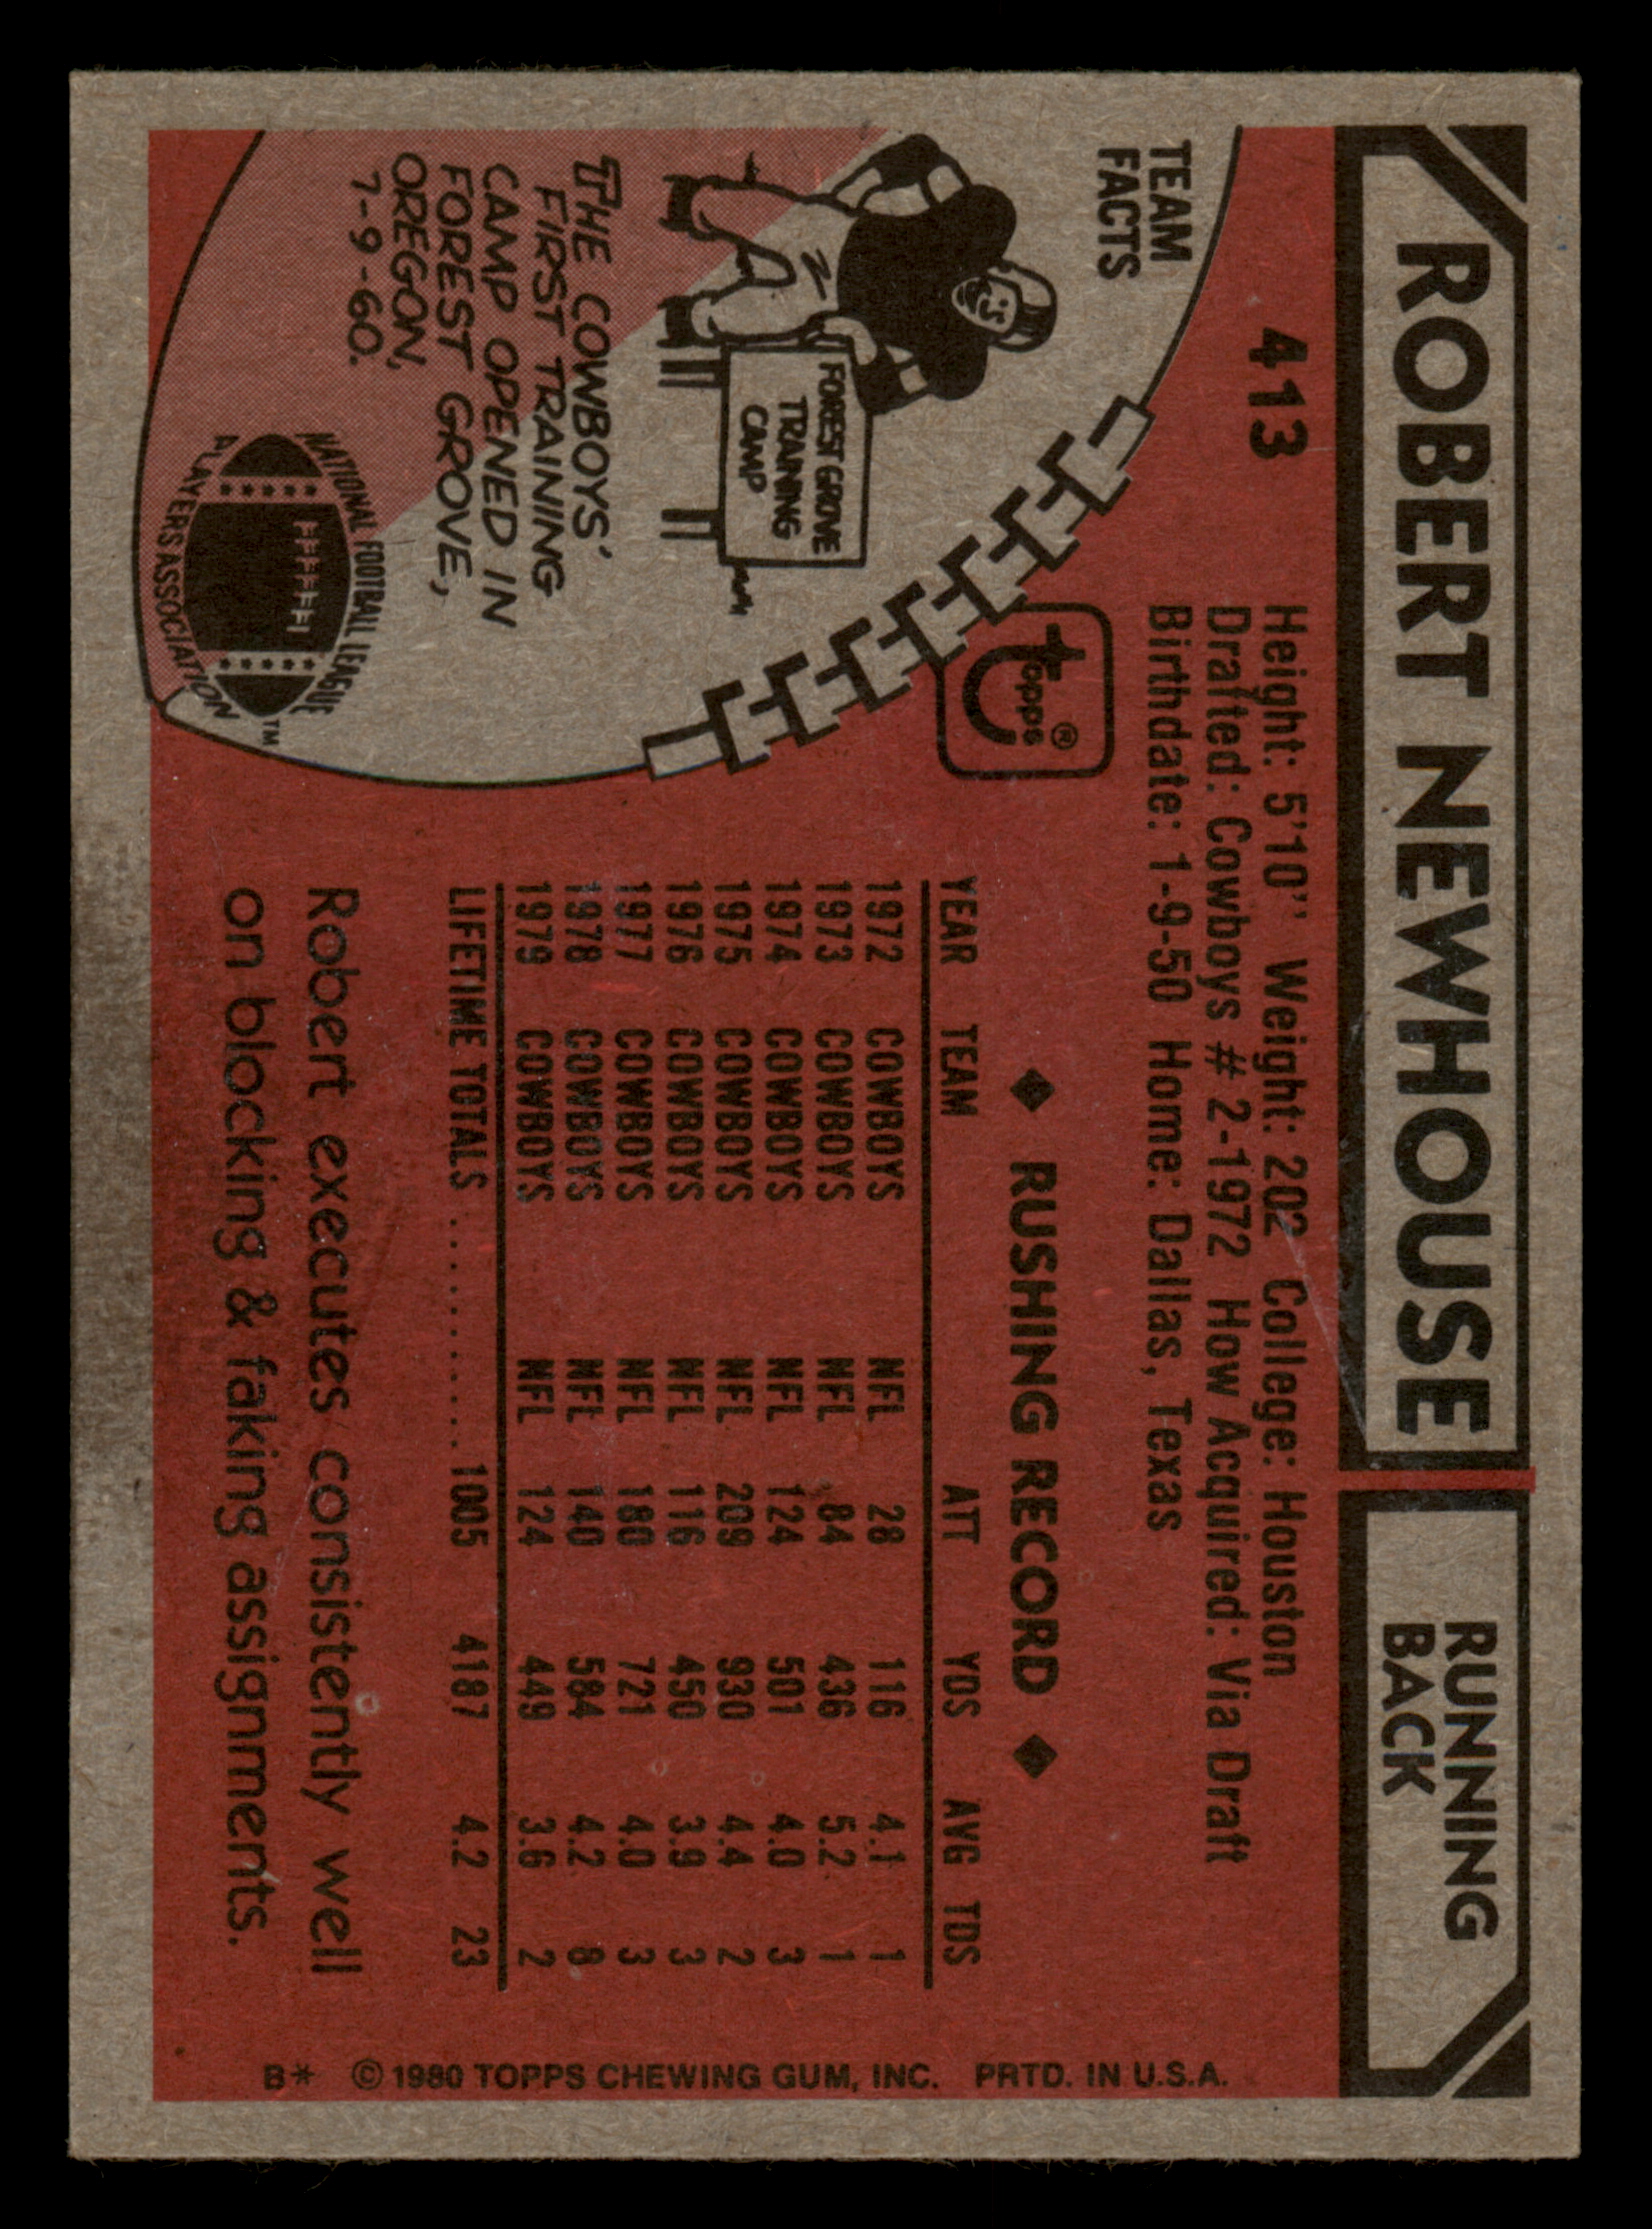 ROBERT NEWHOUSE
RUNNING
BACK
413
Height: 5'10" Weight: 202 College: Houston
Drafted: Cowboys # 2-1972 How Acquired: Via Draft
Birthdate: 1-9-50 Home: Dallas, Texas
TEAM
FACTS
FOREST GROVE
TRAINING
CAMP
THE COWBOYS'
FIRST TRAINING
CAMP OPENED IN
FOREST GROVE,
OREGON,
7-9-60.
NATIONAL FOOTBALL LEAGUE
PLAYERS ASSOCIATION
TM
topps ®
◆ RUSHING RECORD ◆
YEAR TEAM ATT YDS AVG TDS
1972 COWBOYS NFL 28 116 4.1 1
1973 COWBOYS NFL 84 436 5.2 1
1974 COWBOYS NFL 124 501 4.0 3
1975 COWBOYS NFL 209 930 4.4 2
1976 COWBOYS NFL 116 450 3.9 3
1977 COWBOYS NFL 180 721 4.0 3
1978 COWBOYS NFL 140 584 4.2 8
1979 COWBOYS NFL 124 449 3.6 2
LIFETIME TOTALS .............. 1005 4187 4.2 23
Robert executes consistently well
on blocking & faking assignments.
B* © 1980 TOPPS CHEWING GUM, INC. PRTD. IN U.S.A.